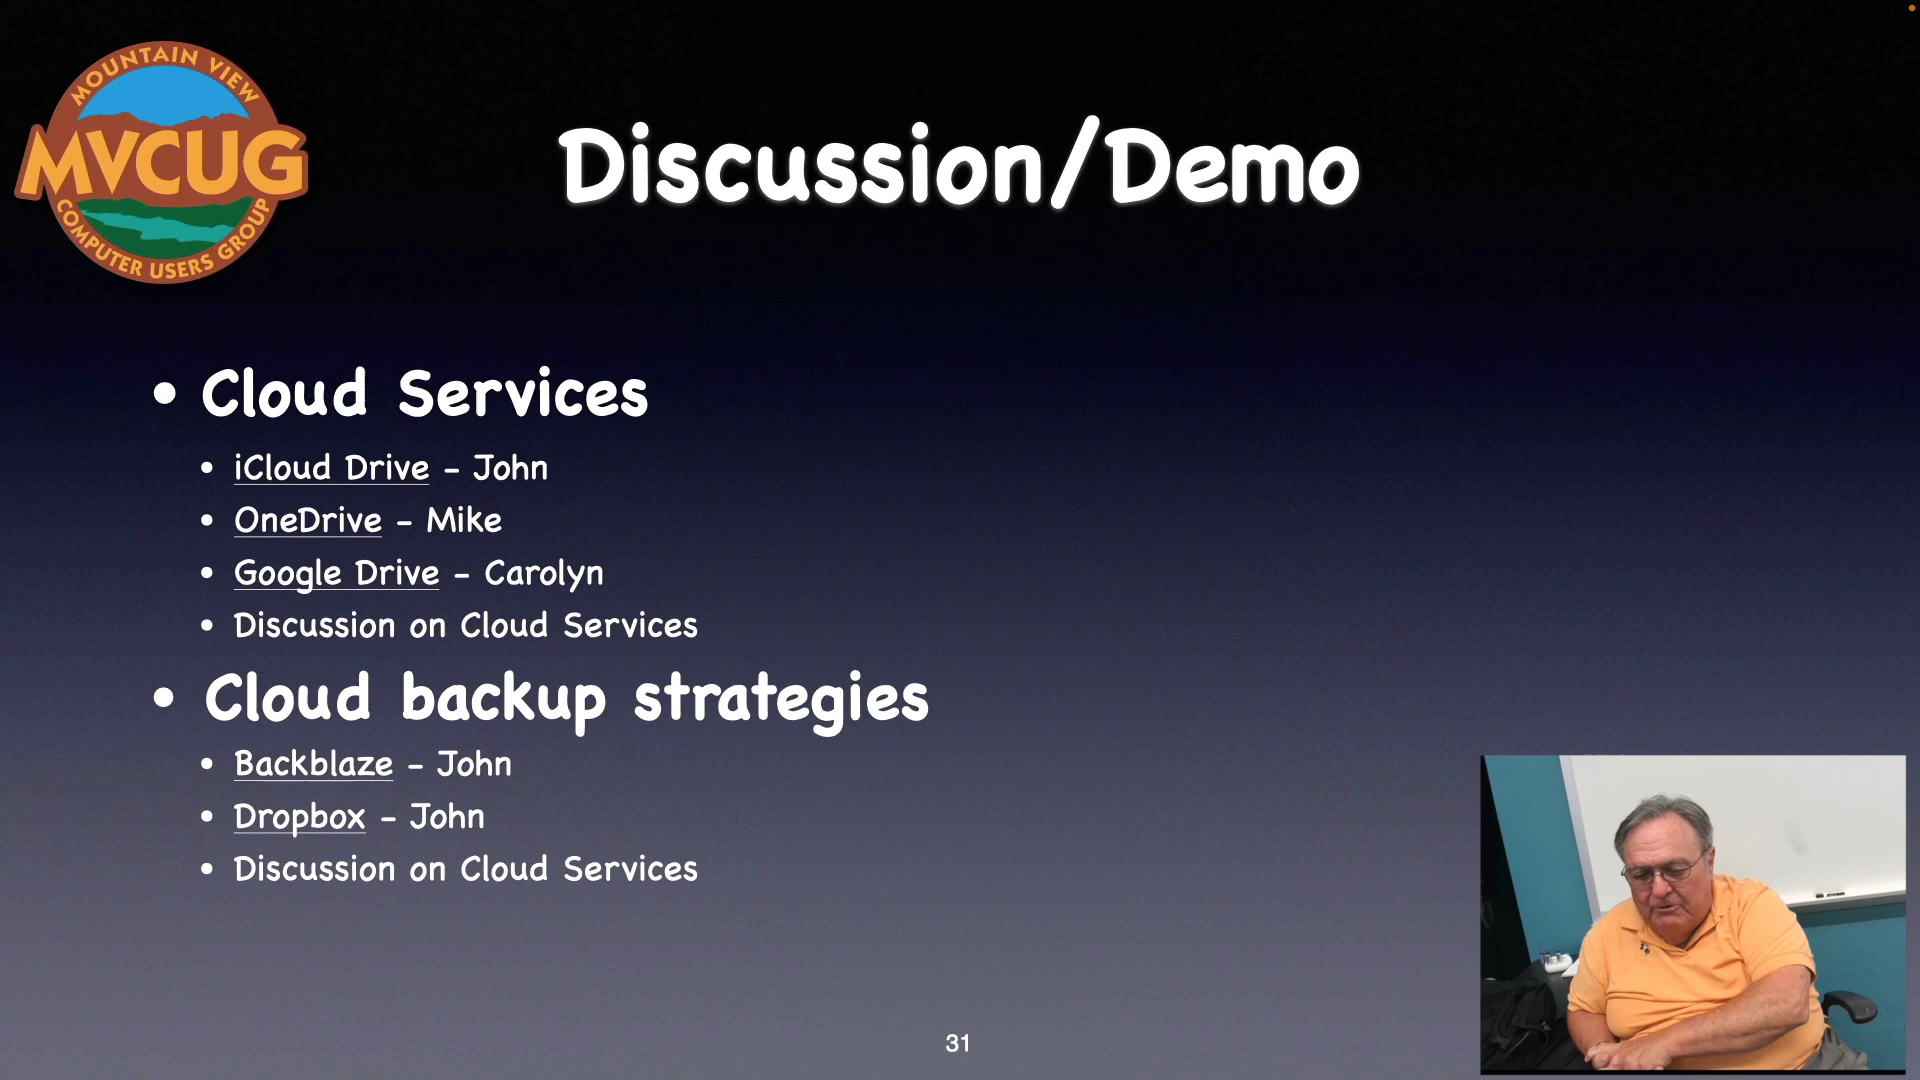 MOUNTAIN VIEW
MVCUG
COMPUTER USERS GROUP
Discussion/Demo
• Cloud Services
• iCloud Drive - John
• OneDrive - Mike
• Google Drive - Carolyn
• Discussion on Cloud Services
• Cloud backup strategies
• Backblaze - John
• Dropbox - John
• Discussion on Cloud Services
31